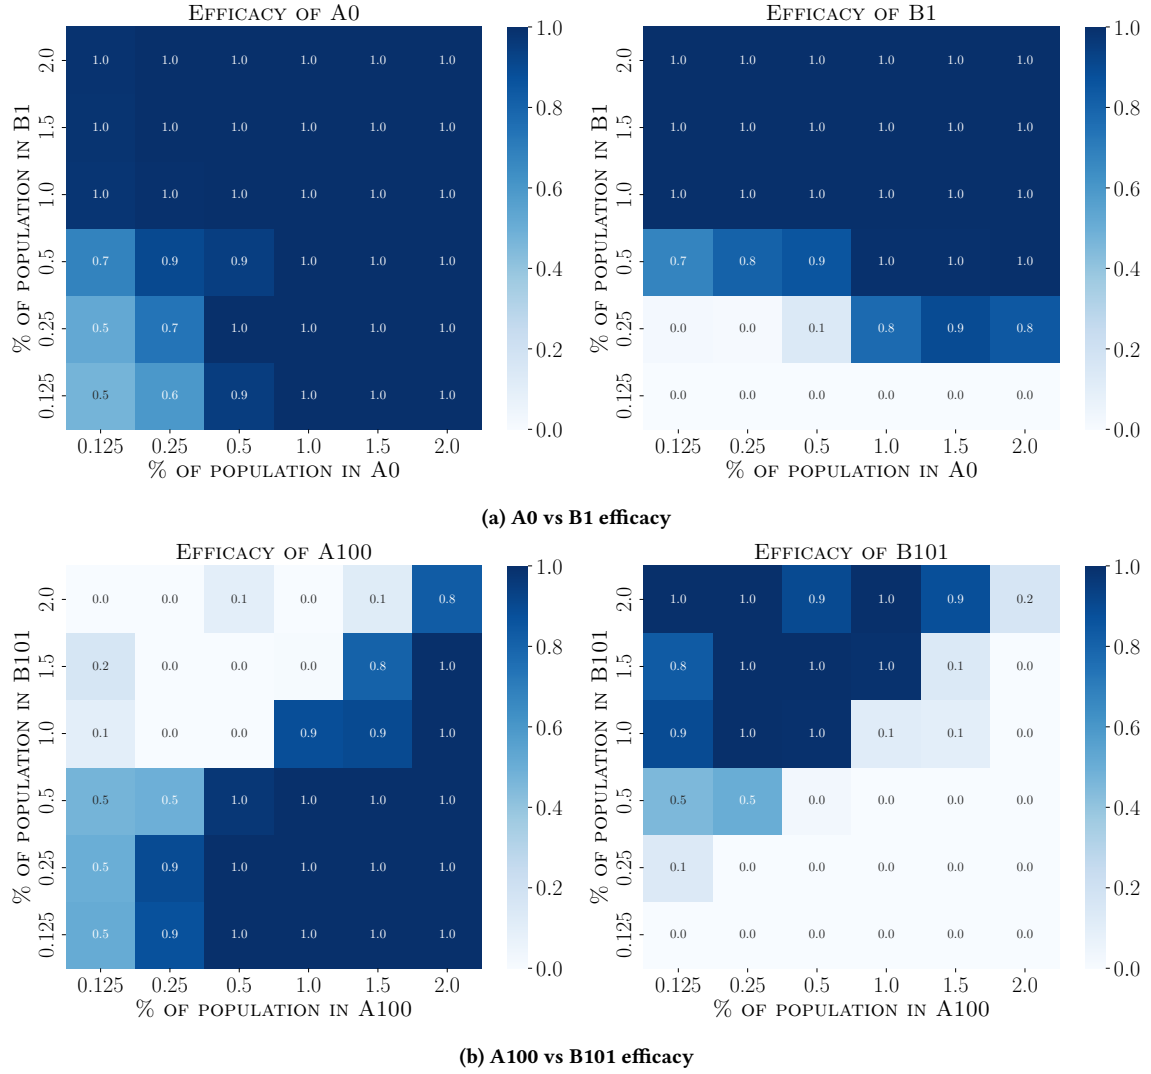 Efficacy of A0
% of population in B1
2.0 1.0 1.0 1.0 1.0 1.0 1.0
1.5 1.0 1.0 1.0 1.0 1.0 1.0
1.0 1.0 1.0 1.0 1.0 1.0 1.0
0.5 0.7 0.9 0.9 1.0 1.0 1.0
0.25 0.5 0.7 1.0 1.0 1.0 1.0
0.125 0.5 0.6 0.9 1.0 1.0 1.0
0.125 0.25 0.5 1.0 1.5 2.0
% of population in A0
1.0
0.8
0.6
0.4
0.2
0.0
Efficacy of B1
% of population in B1
2.0 1.0 1.0 1.0 1.0 1.0 1.0
1.5 1.0 1.0 1.0 1.0 1.0 1.0
1.0 1.0 1.0 1.0 1.0 1.0 1.0
0.5 0.7 0.8 0.9 1.0 1.0 1.0
0.25 0.0 0.0 0.1 0.8 0.9 0.8
0.125 0.0 0.0 0.0 0.0 0.0 0.0
0.125 0.25 0.5 1.0 1.5 2.0
% of population in A0
1.0
0.8
0.6
0.4
0.2
0.0
(a) A0 vs B1 efficacy
Efficacy of A100
% of population in B101
2.0 0.0 0.0 0.1 0.0 0.1 0.8
1.5 0.2 0.0 0.0 0.0 0.8 1.0
1.0 0.1 0.0 0.0 0.9 0.9 1.0
0.5 0.5 0.5 1.0 1.0 1.0 1.0
0.25 0.5 0.9 1.0 1.0 1.0 1.0
0.125 0.5 0.9 1.0 1.0 1.0 1.0
0.125 0.25 0.5 1.0 1.5 2.0
% of population in A100
1.0
0.8
0.6
0.4
0.2
0.0
Efficacy of B101
% of population in B101
2.0 1.0 1.0 0.9 1.0 0.9 0.2
1.5 0.8 1.0 1.0 1.0 0.1 0.0
1.0 0.9 1.0 1.0 0.1 0.1 0.0
0.5 0.5 0.5 0.0 0.0 0.0 0.0
0.25 0.1 0.0 0.0 0.0 0.0 0.0
0.125 0.0 0.0 0.0 0.0 0.0 0.0
0.125 0.25 0.5 1.0 1.5 2.0
% of population in A100
1.0
0.8
0.6
0.4
0.2
0.0
(b) A100 vs B101 efficacy